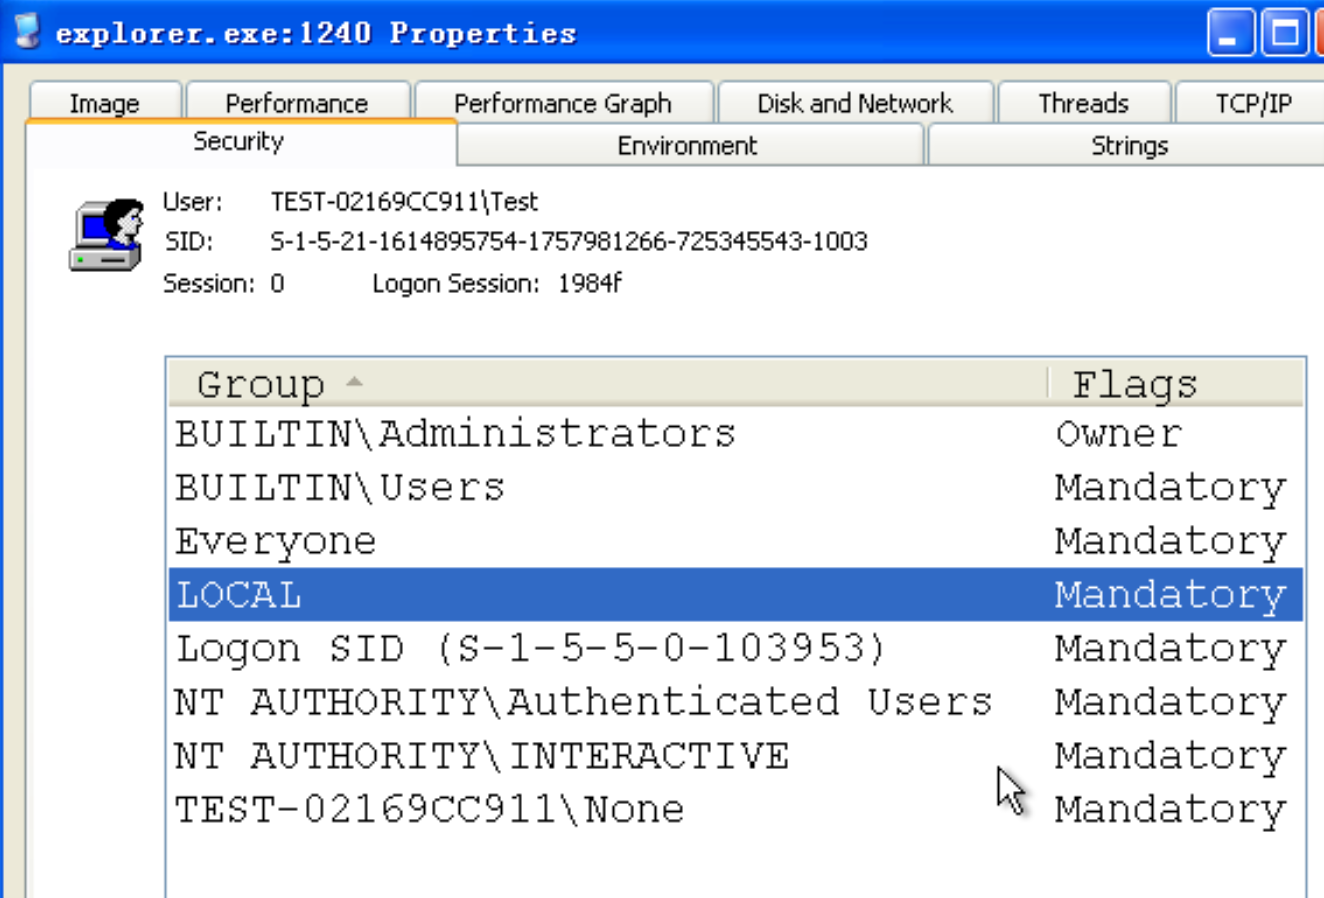 explorer.exe:1240 Properties
Image Performance Performance Graph Disk and Network Threads TCP/IP
Security Environment Strings
User: TEST-02169CC911\Test
SID: S-1-5-21-1614895754-1757981266-725345543-1003
Session: 0 Logon Session: 1984f
Group Flags
BUILTIN\Administrators Owner
BUILTIN\Users Mandatory
Everyone Mandatory
LOCAL Mandatory
Logon SID (S-1-5-5-0-103953) Mandatory
NT AUTHORITY\Authenticated Users Mandatory
NT AUTHORITY\INTERACTIVE Mandatory
TEST-02169CC911\None Mandatory